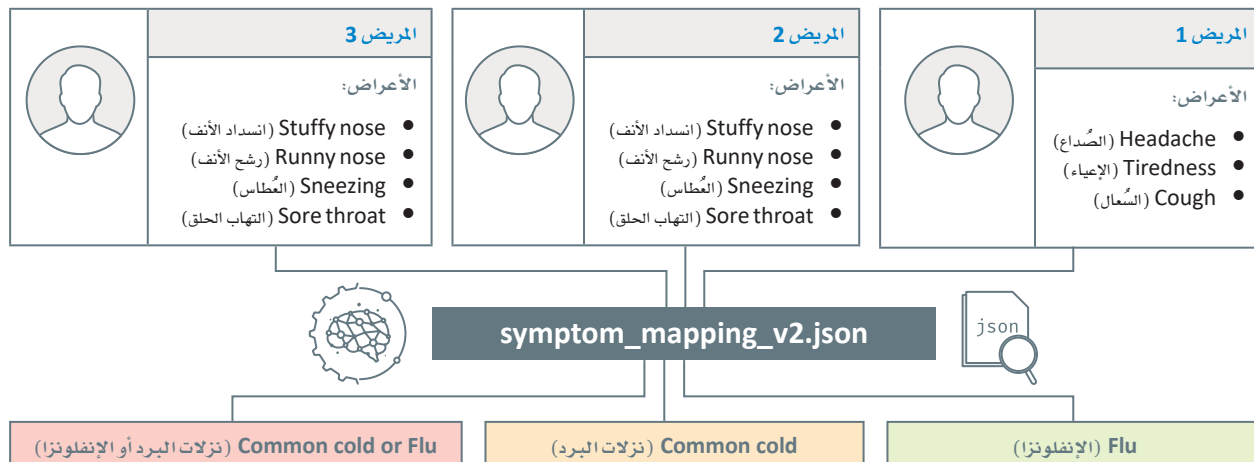 المريض 1
الأعراض:
• Headache (الصُداع)
• Tiredness (الإعياء)
• Cough (السُعال)
المريض 2
الأعراض:
• Stuffy nose (انسداد الأنف)
• Runny nose (رشح الأنف)
• Sneezing (العُطاس)
• Sore throat (التهاب الحلق)
المريض 3
الأعراض:
• Stuffy nose (انسداد الأنف)
• Runny nose (رشح الأنف)
• Sneezing (العُطاس)
• Sore throat (التهاب الحلق)
json
symptom_mapping_v2.json
Flu (الإنفلونزا)
Common cold (نزلات البرد)
Common cold or Flu (نزلات البرد أو الإنفلونزا)